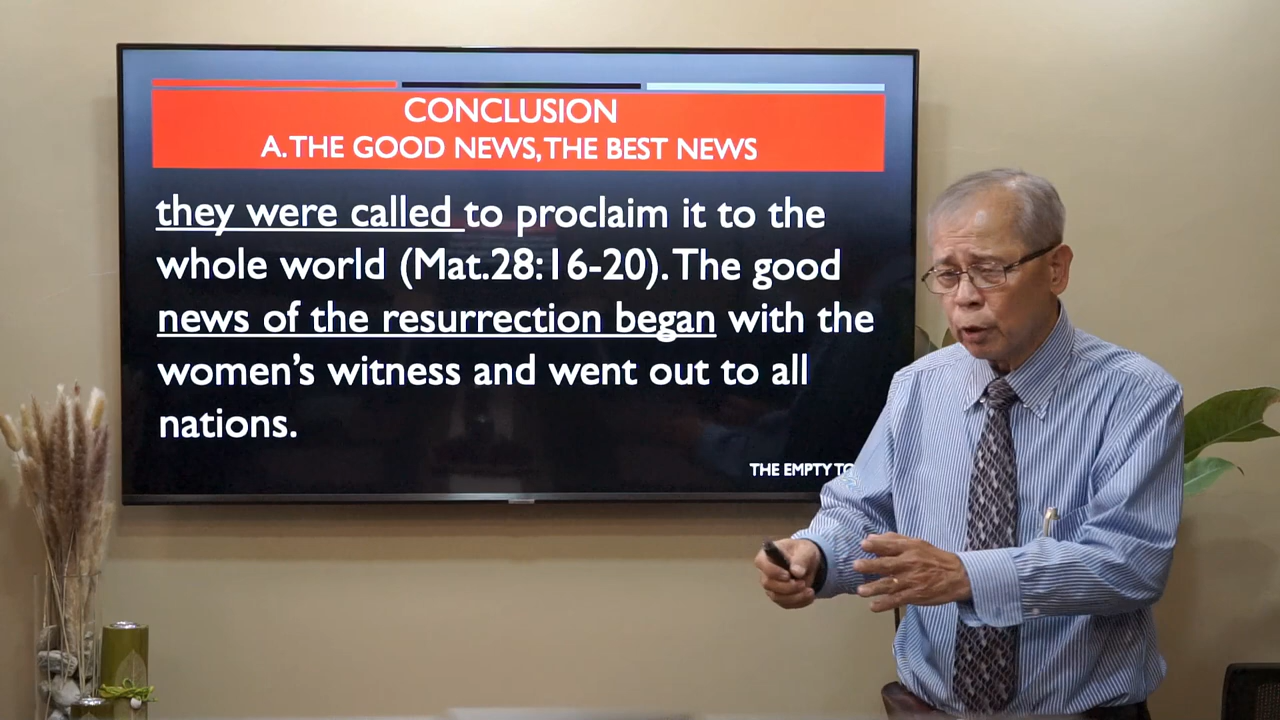 CONCLUSION
A. THE GOOD NEWS, THE BEST NEWS
they were called to proclaim it to the
whole world (Mat.28:16-20). The good
news of the resurrection began with the
women's witness and went out to all
nations.
THE EMPTY